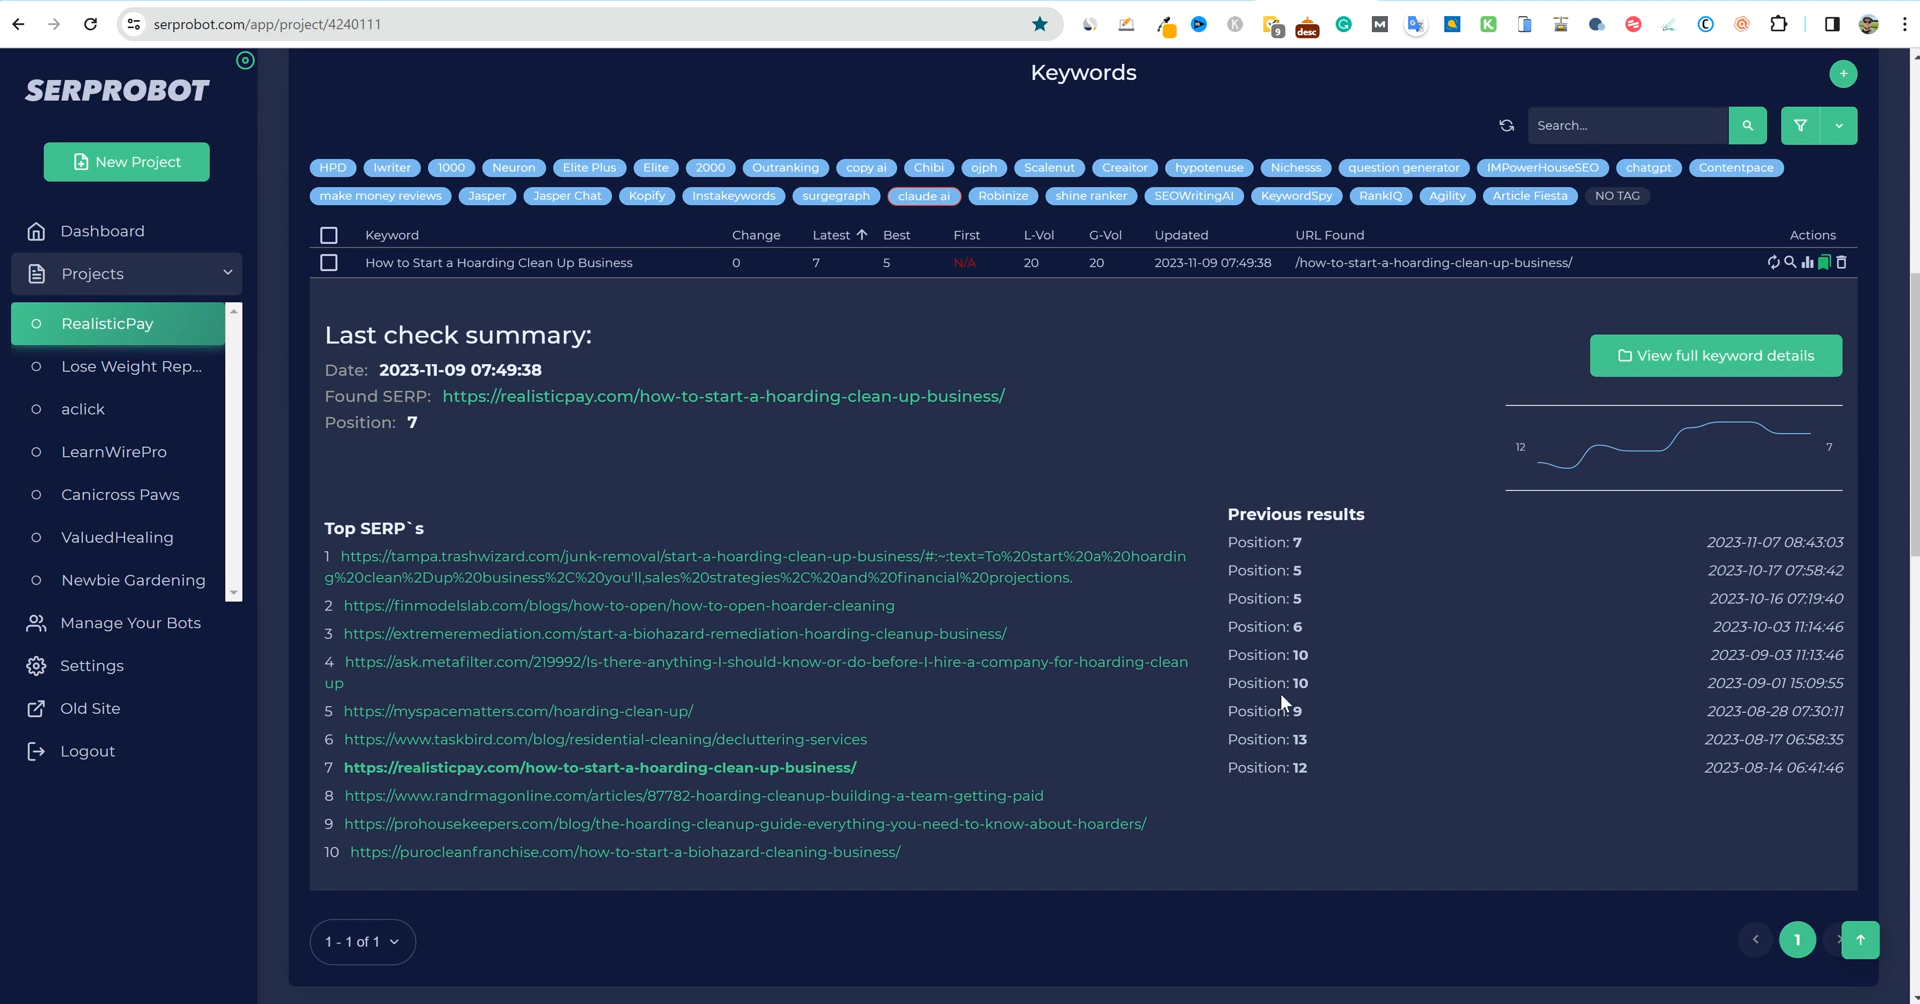 serprobot.com/app/project/4240111
9
desc
SERPROBOT
New Project
Dashboard
Projects
RealisticPay
Lose Weight Rep...
aclick
LearnWirePro
Canicross Paws
ValuedHealing
Newbie Gardening
Manage Your Bots
Settings
Old Site
Logout
Keywords
+
Search...
HPD Iwriter 1000 Neuron Elite Plus Elite 2000 Outranking copy ai Chibi ojph Scalenut Creaitor hypotenuse Nichesss question generator IMPowerHouseSEO chatgpt Contentpace
make money reviews Jasper Jasper Chat Kopify Instakeywords surgegraph claude ai Robinize shine ranker SEOWritingAI KeywordSpy RankIQ Agility Article Fiesta NO TAG
Keyword Change Latest Best First L-Vol G-Vol Updated URL Found Actions
How to Start a Hoarding Clean Up Business 0 7 5 N/A 20 20 2023-11-09 07:49:38 /how-to-start-a-hoarding-clean-up-business/
Last check summary:
Date: 2023-11-09 07:49:38
Found SERP: https://realisticpay.com/how-to-start-a-hoarding-clean-up-business/
Position: 7
View full keyword details
12 7
Top SERP`s
1 https://tampa.trashwizard.com/junk-removal/start-a-hoarding-clean-up-business/#:~:text=To%20start%20a%20hoardin
g%20clean%2Dup%20business%2C%20you'll,sales%20strategies%2C%20and%20financial%20projections.
2 https://finmodelslab.com/blogs/how-to-open/how-to-open-hoarder-cleaning
3 https://extremeremediation.com/start-a-biohazard-remediation-hoarding-cleanup-business/
4 https://ask.metafilter.com/219992/Is-there-anything-I-should-know-or-do-before-I-hire-a-company-for-hoarding-clean
up
5 https://myspacematters.com/hoarding-clean-up/
6 https://www.taskbird.com/blog/residential-cleaning/decluttering-services
7 https://realisticpay.com/how-to-start-a-hoarding-clean-up-business/
8 https://www.randrmagonline.com/articles/87782-hoarding-cleanup-building-a-team-getting-paid
9 https://prohousekeepers.com/blog/the-hoarding-cleanup-guide-everything-you-need-to-know-about-hoarders/
10 https://purocleanfranchise.com/how-to-start-a-biohazard-cleaning-business/
Previous results
Position: 7 2023-11-07 08:43:03
Position: 5 2023-10-17 07:58:42
Position: 5 2023-10-16 07:19:40
Position: 6 2023-10-03 11:14:46
Position: 10 2023-09-03 11:13:46
Position: 10 2023-09-01 15:09:55
Position: 9 2023-08-28 07:30:11
Position: 13 2023-08-17 06:58:35
Position: 12 2023-08-14 06:41:46
1 - 1 of 1
1